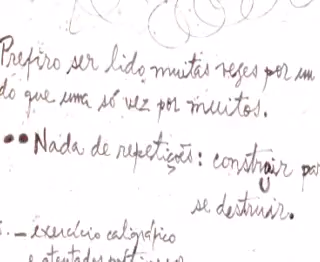 Prefiro ser lido muitas vezes por um
do que uma só vez por muitos.
•• Nada de repetições: construir
se destruir.
— exercício caligráfico
e atentados